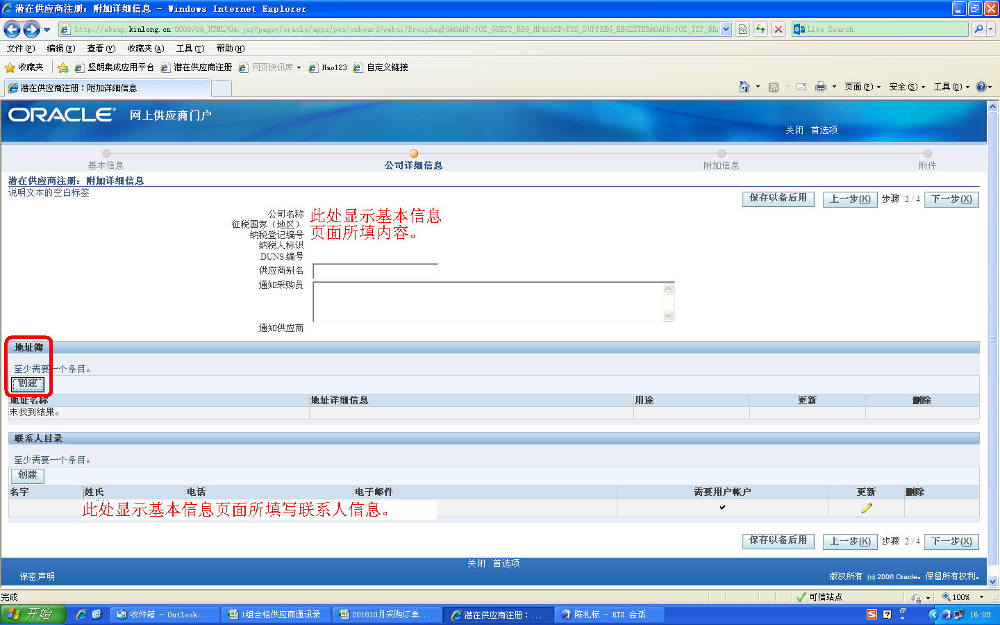 潜在供应商注册: 附加详细信息 - Windows Internet Explorer
http://ebsap.kinlong.cn:8088/OA_HTML/OA.jsp?page=/oracle/apps/pos/onboard/webui/ProspRegPG&OAHP=POS_GUEST_REG_HP&OASF=POS_SUPPREG_REGISTER&OAPB=POS_ISP_BRA
Live Search
文件(F) 编辑(E) 查看(V) 收藏夹(A) 工具(T) 帮助(H)
收藏夹 坚朗集成应用平台 潜在供应商注册 网页快讯库 Hao123 自定义链接
潜在供应商注册：附加详细信息
页面(P) 安全(S) 工具(O)
ORACLE 网上供应商门户
关闭 首选项
基本信息 公司详细信息 附加信息 附件
潜在供应商注册: 附加详细信息
说明文本的空白标签
保存以备后用 上一步(K) 步骤 2/4 下一步(X)
公司名称
征税国家（地区）
纳税登记编号
纳税人标识
DUNS 编号
此处显示基本信息
页面所填内容。
供应商别名
通知采购员
通知供应商
地址簿
至少需要一个条目。
创建
地址名称 地址详细信息 用途 更新 删除
未找到结果。
联系人目录
至少需要一个条目。
创建
名字 姓氏 电话 电子邮件 需要用户帐户 更新 删除
此处显示基本信息页面所填写联系人信息。
保存以备后用 上一步(K) 步骤 2/4 下一步(X)
关闭 首选项
保密声明
版权所有 (c) 2006 Oracle。保留所有权利。
完成
可信站点
100%
开始 收件箱 - Outlook... 1组合格供应商通讯录 201810月采购订单... 潜在供应商注册：... 陈礼标 - RTX 会话
16:09